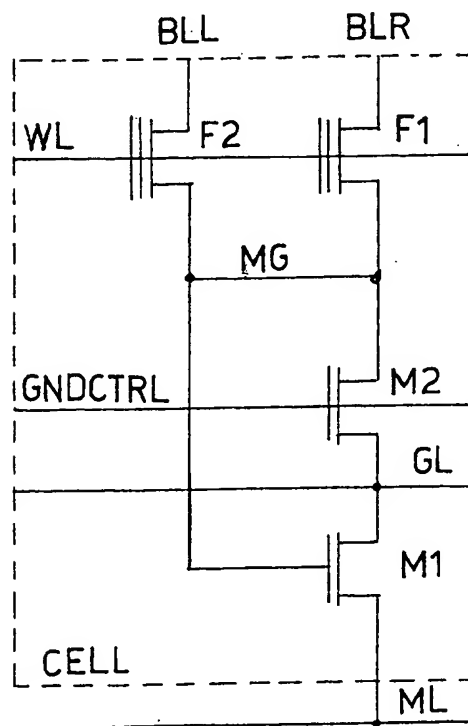 BLL BLR
WL F2 F1
MG
GNDCTRL M2
GL
M1
CELL
ML